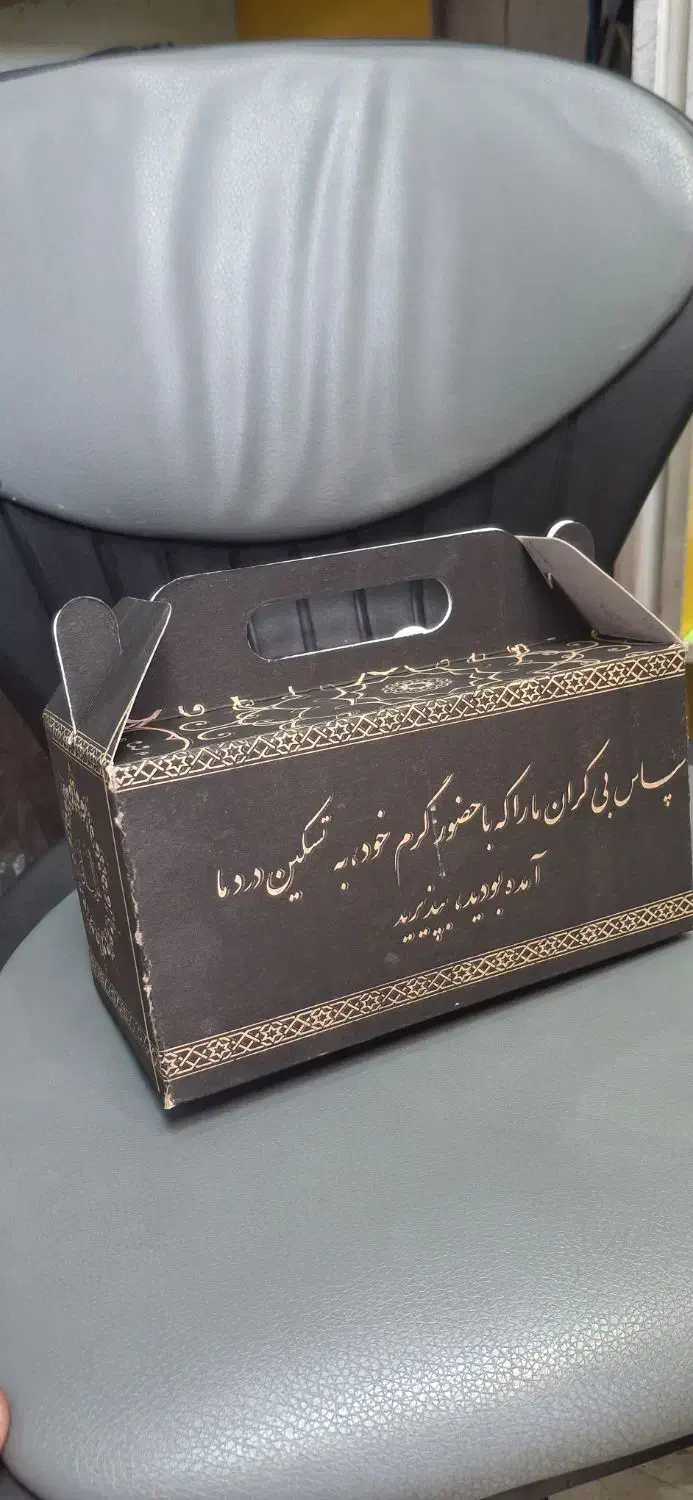 سپاس بی کران ما را که با حضور گرم خود، به تسکین درد ما
آمده بودید، بپذیرید